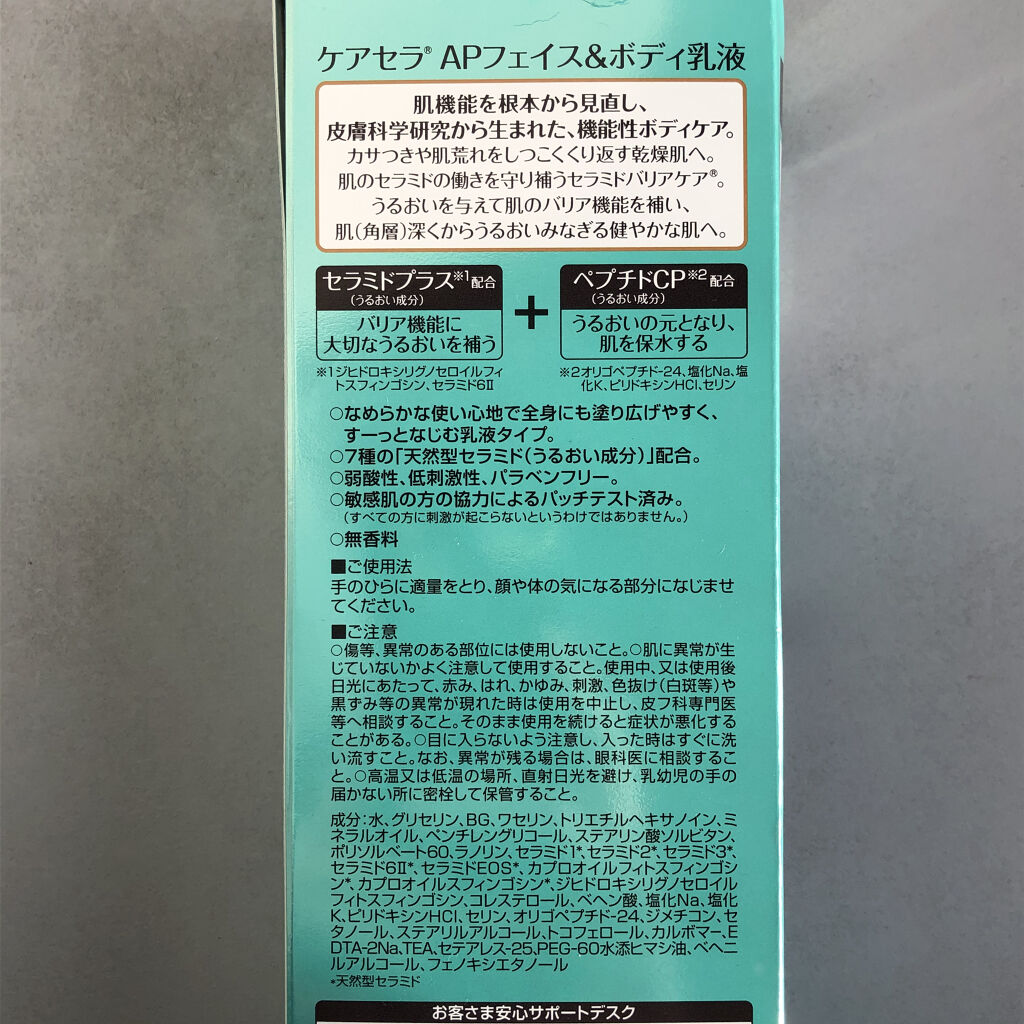 ケアセラ® APフェイス&ボディ乳液
肌機能を根本から見直し、
皮膚科学研究から生まれた、機能性ボディケア。
カサつきや肌荒れをしつこくくり返す乾燥肌へ。
肌のセラミドの働きを守り補うセラミドバリアケア®。
うるおいを与えて肌のバリア機能を補い、
肌(角層)深くからうるおいみなぎる健やかな肌へ。
セラミドプラス※1配合
(うるおい成分)
バリア機能に
大切なうるおいを補う
+
ペプチドCP※2配合
(うるおい成分)
うるおいの元となり、
肌を保水する
※1ジヒドロキシリグノセロイルフィ
トスフィンゴシン、セラミド6Ⅱ
※2オリゴペプチド-24、塩化Na、塩
化K、ピリドキシンHCl、セリン
○なめらかな使い心地で全身にも塗り広げやすく、
すーっとなじむ乳液タイプ。
○7種の「天然型セラミド(うるおい成分)」配合。
○弱酸性、低刺激性、パラベンフリー。
○敏感肌の方の協力によるパッチテスト済み。
(すべての方に刺激が起こらないというわけではありません。)
○無香料
■ご使用法
手のひらに適量をとり、顔や体の気になる部分になじませ
てください。
■ご注意
○傷等、異常のある部位には使用しないこと。○肌に異常が生
じていないかよく注意して使用すること。使用中、又は使用後
日光にあたって、赤み、はれ、かゆみ、刺激、色抜け(白斑等)や
黒ずみ等の異常が現れた時は使用を中止し、皮フ科専門医
等へ相談すること。そのまま使用を続けると症状が悪化する
ことがある。○目に入らないよう注意し、入った時はすぐに洗
い流すこと。なお、異常が残る場合は、眼科医に相談するこ
と。○高温又は低温の場所、直射日光を避け、乳幼児の手の
届かない所に密栓して保管すること。
成分:水、グリセリン、BG、ワセリン、トリエチルヘキサノイン、ミ
ネラルオイル、ペンチレングリコール、ステアリン酸ソルビタン、
ポリソルベート60、ラノリン、セラミド1*、セラミド2*、セラミド3*、
セラミド6Ⅱ*、セラミドEOS*、カプロオイルフィトスフィンゴシ
ン*、カプロオイルスフィンゴシン*、ジヒドロキシリグノセロイル
フィトスフィンゴシン、コレステロール、ベヘン酸、塩化Na、塩化
K、ピリドキシンHCl、セリン、オリゴペプチド-24、ジメチコン、セ
タノール、ステアリルアルコール、トコフェロール、カルボマー、E
DTA-2Na、TEA、セテアレス-25、PEG-60水添ヒマシ油、ベヘニ
ルアルコール、フェノキシエタノール
*天然型セラミド
お客さま安心サポートデスク